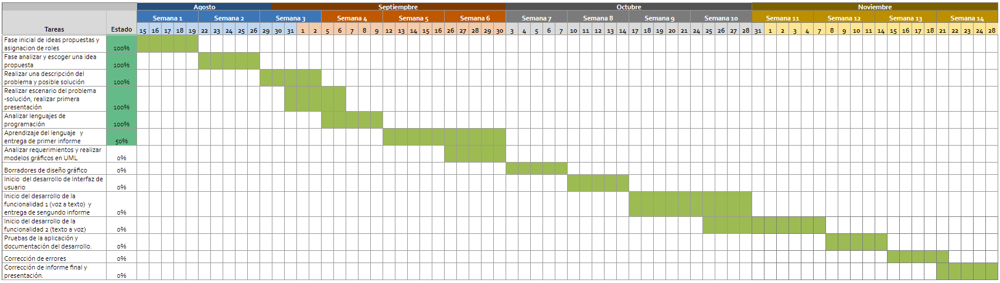 Agosto Septiempbre Octubre Noviembre
Semana 1 Semana 2 Semana 3 Semana 4 Semana 5 Semana 6 Semana 7 Semana 8 Semana 9 Semana 10 Semana 11 Semana 12 Semana 13 Semana 14
Tareas Estado 15 16 17 18 19 22 23 24 25 26 29 30 31 1 2 5 6 7 8 9 12 13 14 15 16 26 27 28 29 30 3 4 5 6 7 10 11 12 13 14 17 18 19 20 21 24 25 26 27 28 31 1 2 3 4 7 8 9 10 11 14 15 16 17 18 21 22 23 24 28
Fase inicial de ideas propuestas y
asignacion de roles 100%
Fase analizar y escoger una idea
propuesta 100%
Realizar una descripción del
problema y posible solución 100%
Realizar escenario del problema
-solución, realizar primera
presentación 100%
Analizar lenguajes de
programación 100%
Aprendizaje del lenguaje y
entrega de primer informe 50%
Analizar requerimientos y realizar
modelos gráficos en UML 0%
Borradores de diseño gráfico 0%
Inicio del desarrollo de Interfaz de
usuario 0%
Inicio del desarrollo de la
funcionalidad 1 (voz a texto) y
entrega de sengundo informe 0%
Inicio del desarrollo de la
funcionalidad 2 (texto a voz) 0%
Pruebas de la aplicación y
documentación del desarrollo. 0%
Corrección de errores 0%
Corrección de informe final y
presentación. 0%